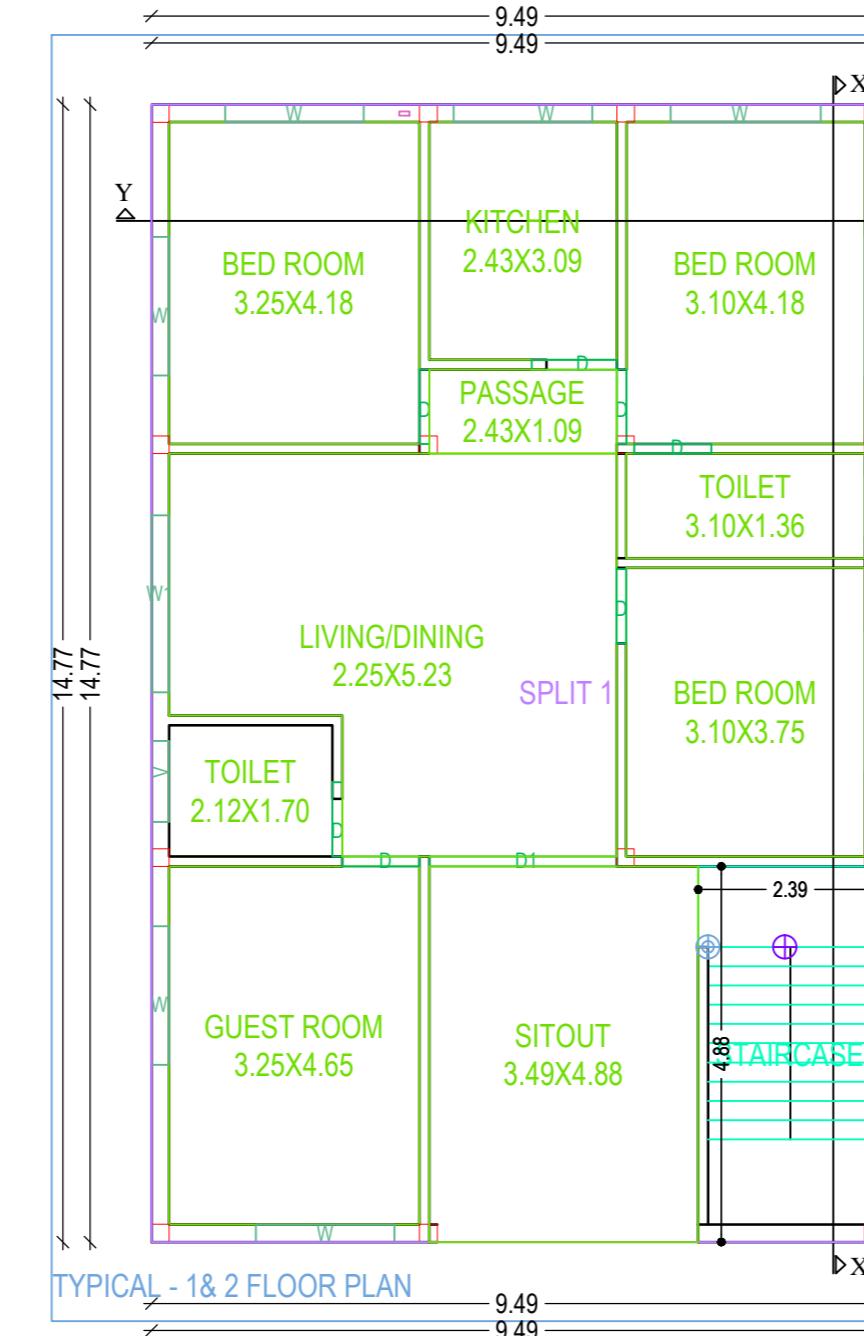 9.49
9.49
X
W
W
W
Y
KITCHEN
2.43X3.09
BED ROOM
3.25X4.18
BED ROOM
3.10X4.18
W
D
PASSAGE
2.43X1.09
D
D
D
TOILET
3.10X1.36
W1
D
LIVING/DINING
2.25X5.23
14.77
14.77
SPLIT 1
BED ROOM
3.10X3.75
TOILET
2.12X1.70
V
D
D
D1
2.39
W
GUEST ROOM
3.25X4.65
SITOUT
3.49X4.88
4.88
STAIRCASE
W
X
TYPICAL - 1& 2 FLOOR PLAN
9.49
9.49